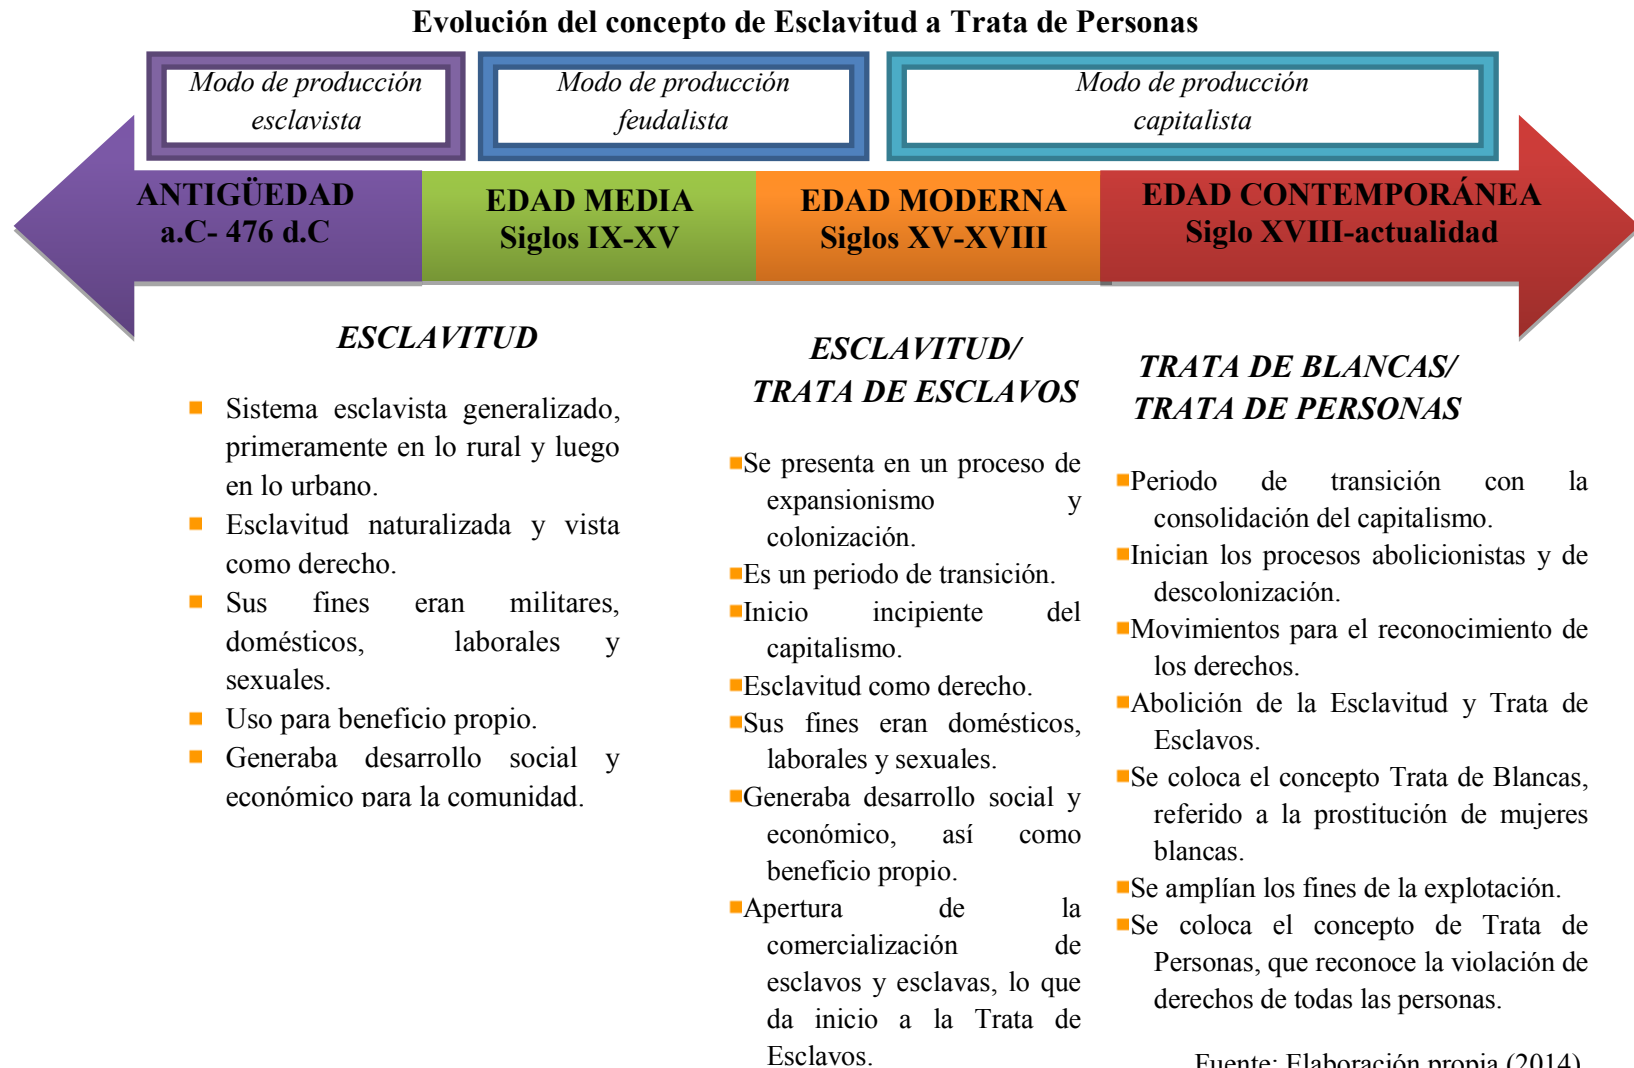 Evolución del concepto de Esclavitud a Trata de Personas
Modo de producción
esclavista
Modo de producción
feudalista
Modo de producción
capitalista
ANTIGÜEDAD
a.C- 476 d.C
EDAD MEDIA
Siglos IX-XV
EDAD MODERNA
Siglos XV-XVIII
EDAD CONTEMPORÁNEA
Siglo XVIII-actualidad
ESCLAVITUD
Sistema esclavista generalizado,
primeramente en lo rural y luego
en lo urbano.
Esclavitud naturalizada y vista
como derecho.
Sus fines eran militares,
domésticos, laborales y
sexuales.
Uso para beneficio propio.
Generaba desarrollo social y
económico para la comunidad.
ESCLAVITUD/
TRATA DE ESCLAVOS
Se presenta en un proceso de
expansionismo y
colonización.
Es un periodo de transición.
Inicio incipiente del
capitalismo.
Esclavitud como derecho.
Sus fines eran domésticos,
laborales y sexuales.
Generaba desarrollo social y
económico, así como
beneficio propio.
Apertura de la
comercialización de
esclavos y esclavas, lo que
da inicio a la Trata de
Esclavos.
TRATA DE BLANCAS/
TRATA DE PERSONAS
Periodo de transición con la
consolidación del capitalismo.
Inician los procesos abolicionistas y de
descolonización.
Movimientos para el reconocimiento de
los derechos.
Abolición de la Esclavitud y Trata de
Esclavos.
Se coloca el concepto Trata de Blancas,
referido a la prostitución de mujeres
blancas.
Se amplían los fines de la explotación.
Se coloca el concepto de Trata de
Personas, que reconoce la violación de
derechos de todas las personas.
Fuente: Elaboración propia (2014)